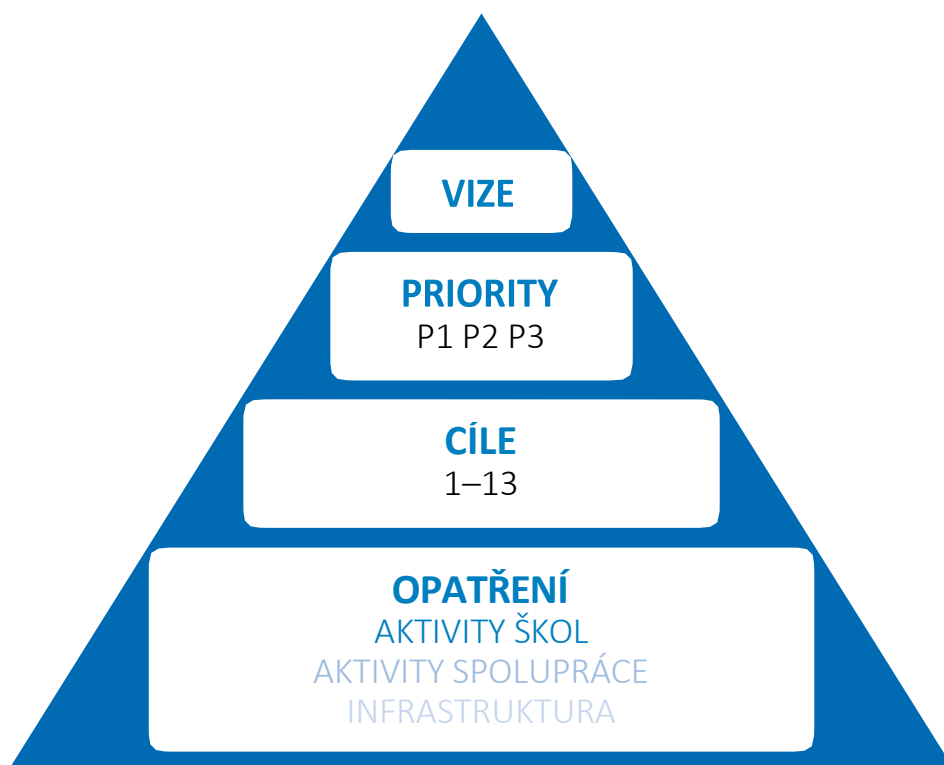 VIZE
PRIORITY
P1 P2 P3
CÍLE
1–13
OPATŘENÍ
AKTIVITY ŠKOL
AKTIVITY SPOLUPRÁCE
INFRASTRUKTURA